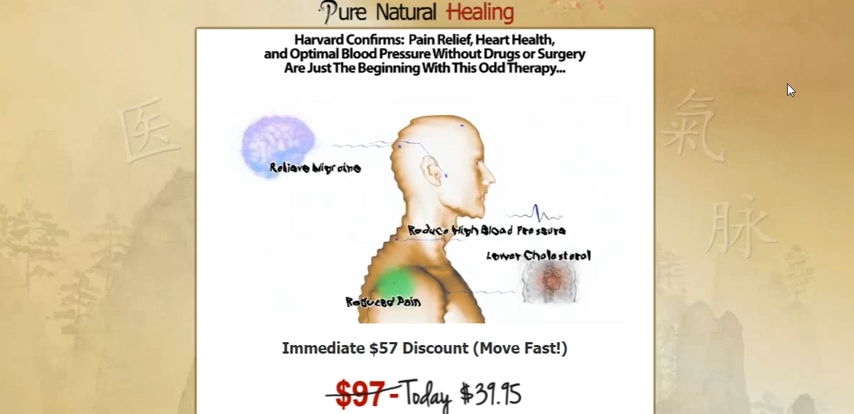 Pure Natural Healing
Harvard Confirms: Pain Relief, Heart Health,
and Optimal Blood Pressure Without Drugs or Surgery
Are Just The Beginning With This Odd Therapy...
医
氣
脉
Relieve Migraine
Reduce High Blood Pressure
Lower Cholesterol
Reduced Pain
Immediate $57 Discount (Move Fast!)
$97 - Today $39.95